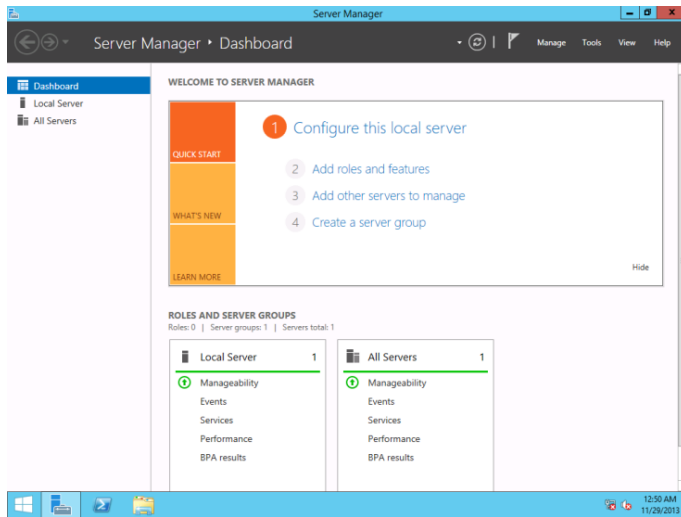 Server Manager
Server Manager ‣ Dashboard
Manage Tools View Help
Dashboard
Local Server
All Servers
WELCOME TO SERVER MANAGER
QUICK START
WHAT'S NEW
LEARN MORE
1 Configure this local server
2 Add roles and features
3 Add other servers to manage
4 Create a server group
Hide
ROLES AND SERVER GROUPS
Roles: 0 | Server groups: 1 | Servers total: 1
Local Server 1
Manageability
Events
Services
Performance
BPA results
All Servers 1
Manageability
Events
Services
Performance
BPA results
12:50 AM
11/29/2013